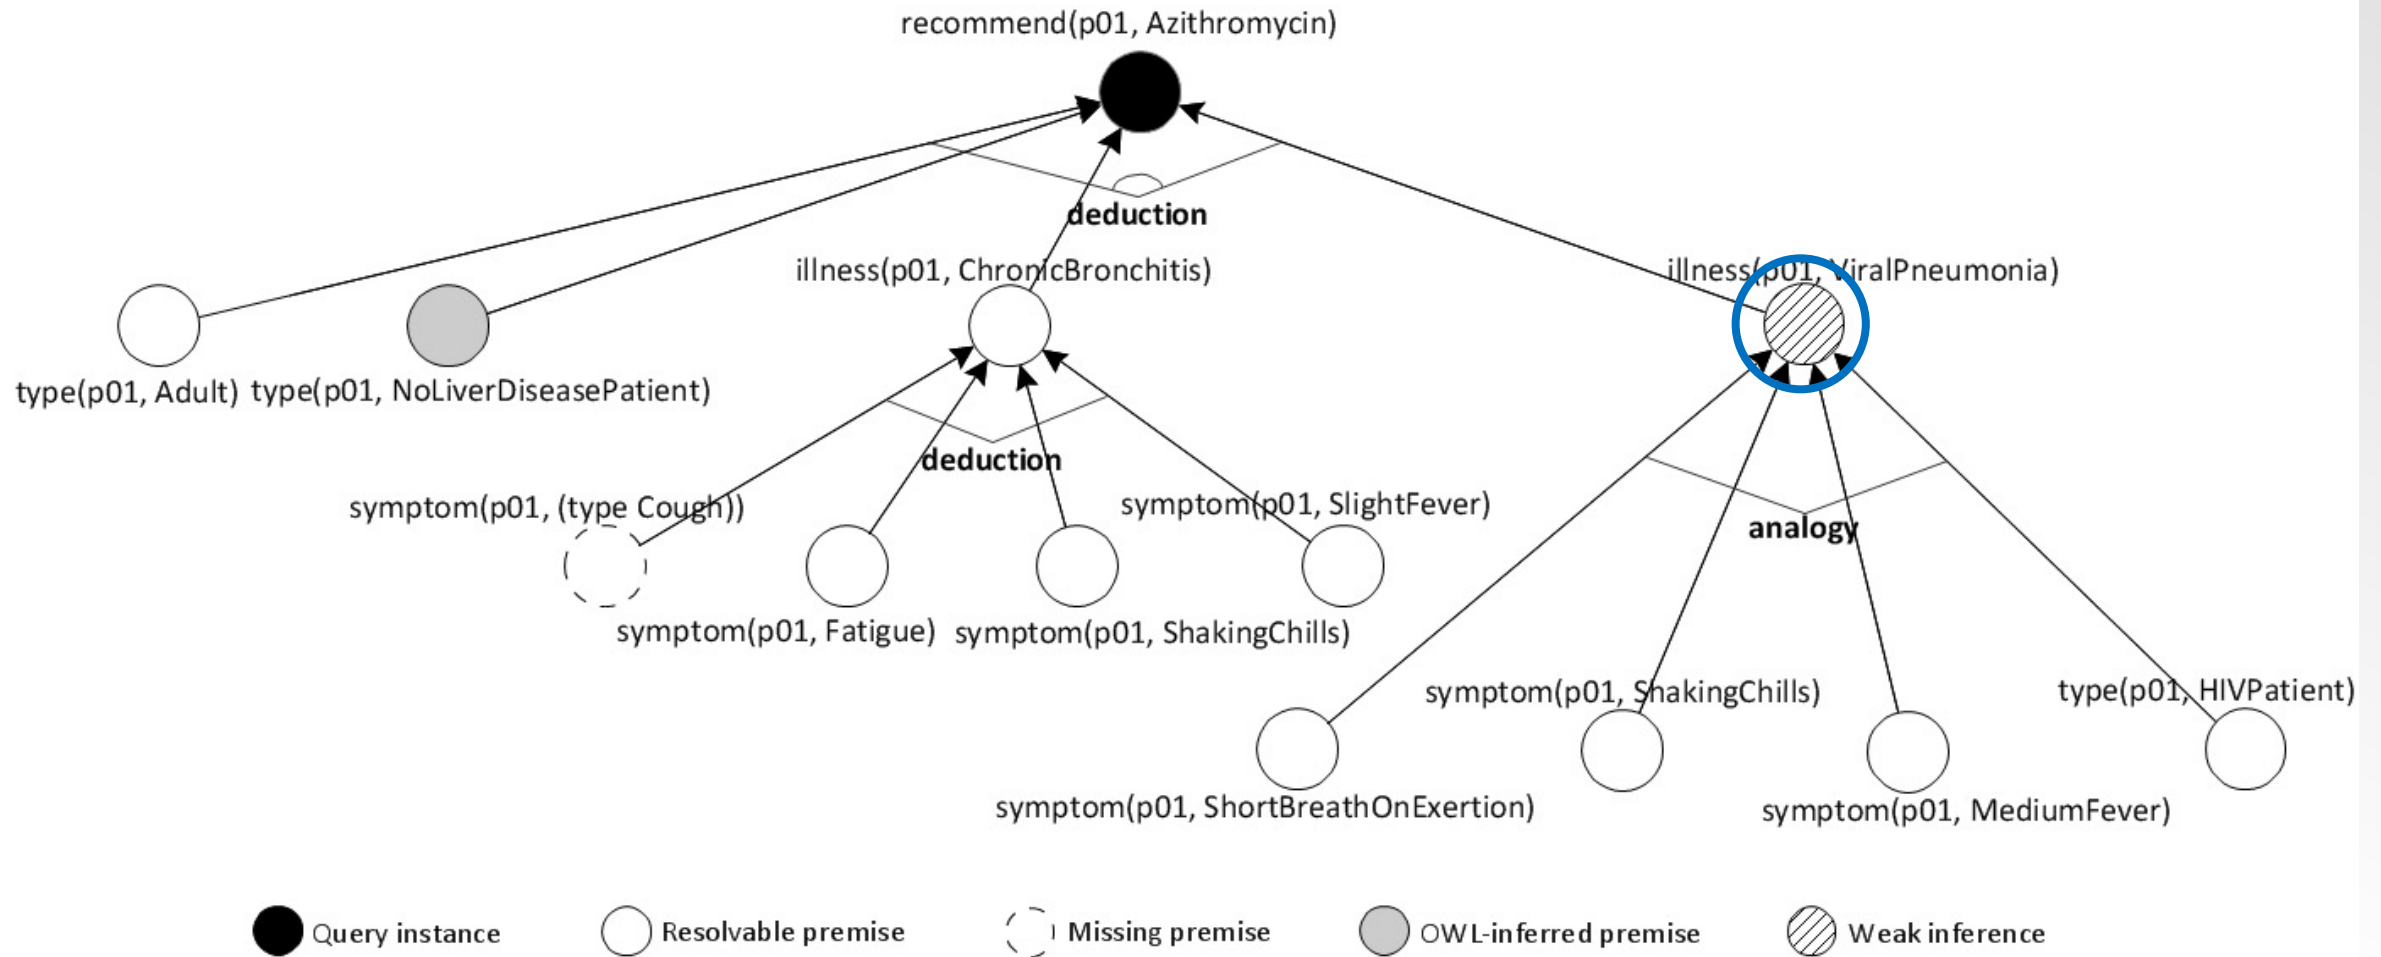 recommend(p01, Azithromycin)
deduction
illness(p01, ChronicBronchitis)
illness(p01, ViralPneumonia)
type(p01, Adult)
type(p01, NoLiverDiseasePatient)
deduction
symptom(p01, (type Cough))
symptom(p01, SlightFever)
analogy
symptom(p01, Fatigue)
symptom(p01, ShakingChills)
symptom(p01, ShakingChills)
type(p01, HIVPatient)
symptom(p01, ShortBreathOnExertion)
symptom(p01, MediumFever)
Query instance
Resolvable premise
Missing premise
OWL-inferred premise
Weak inference